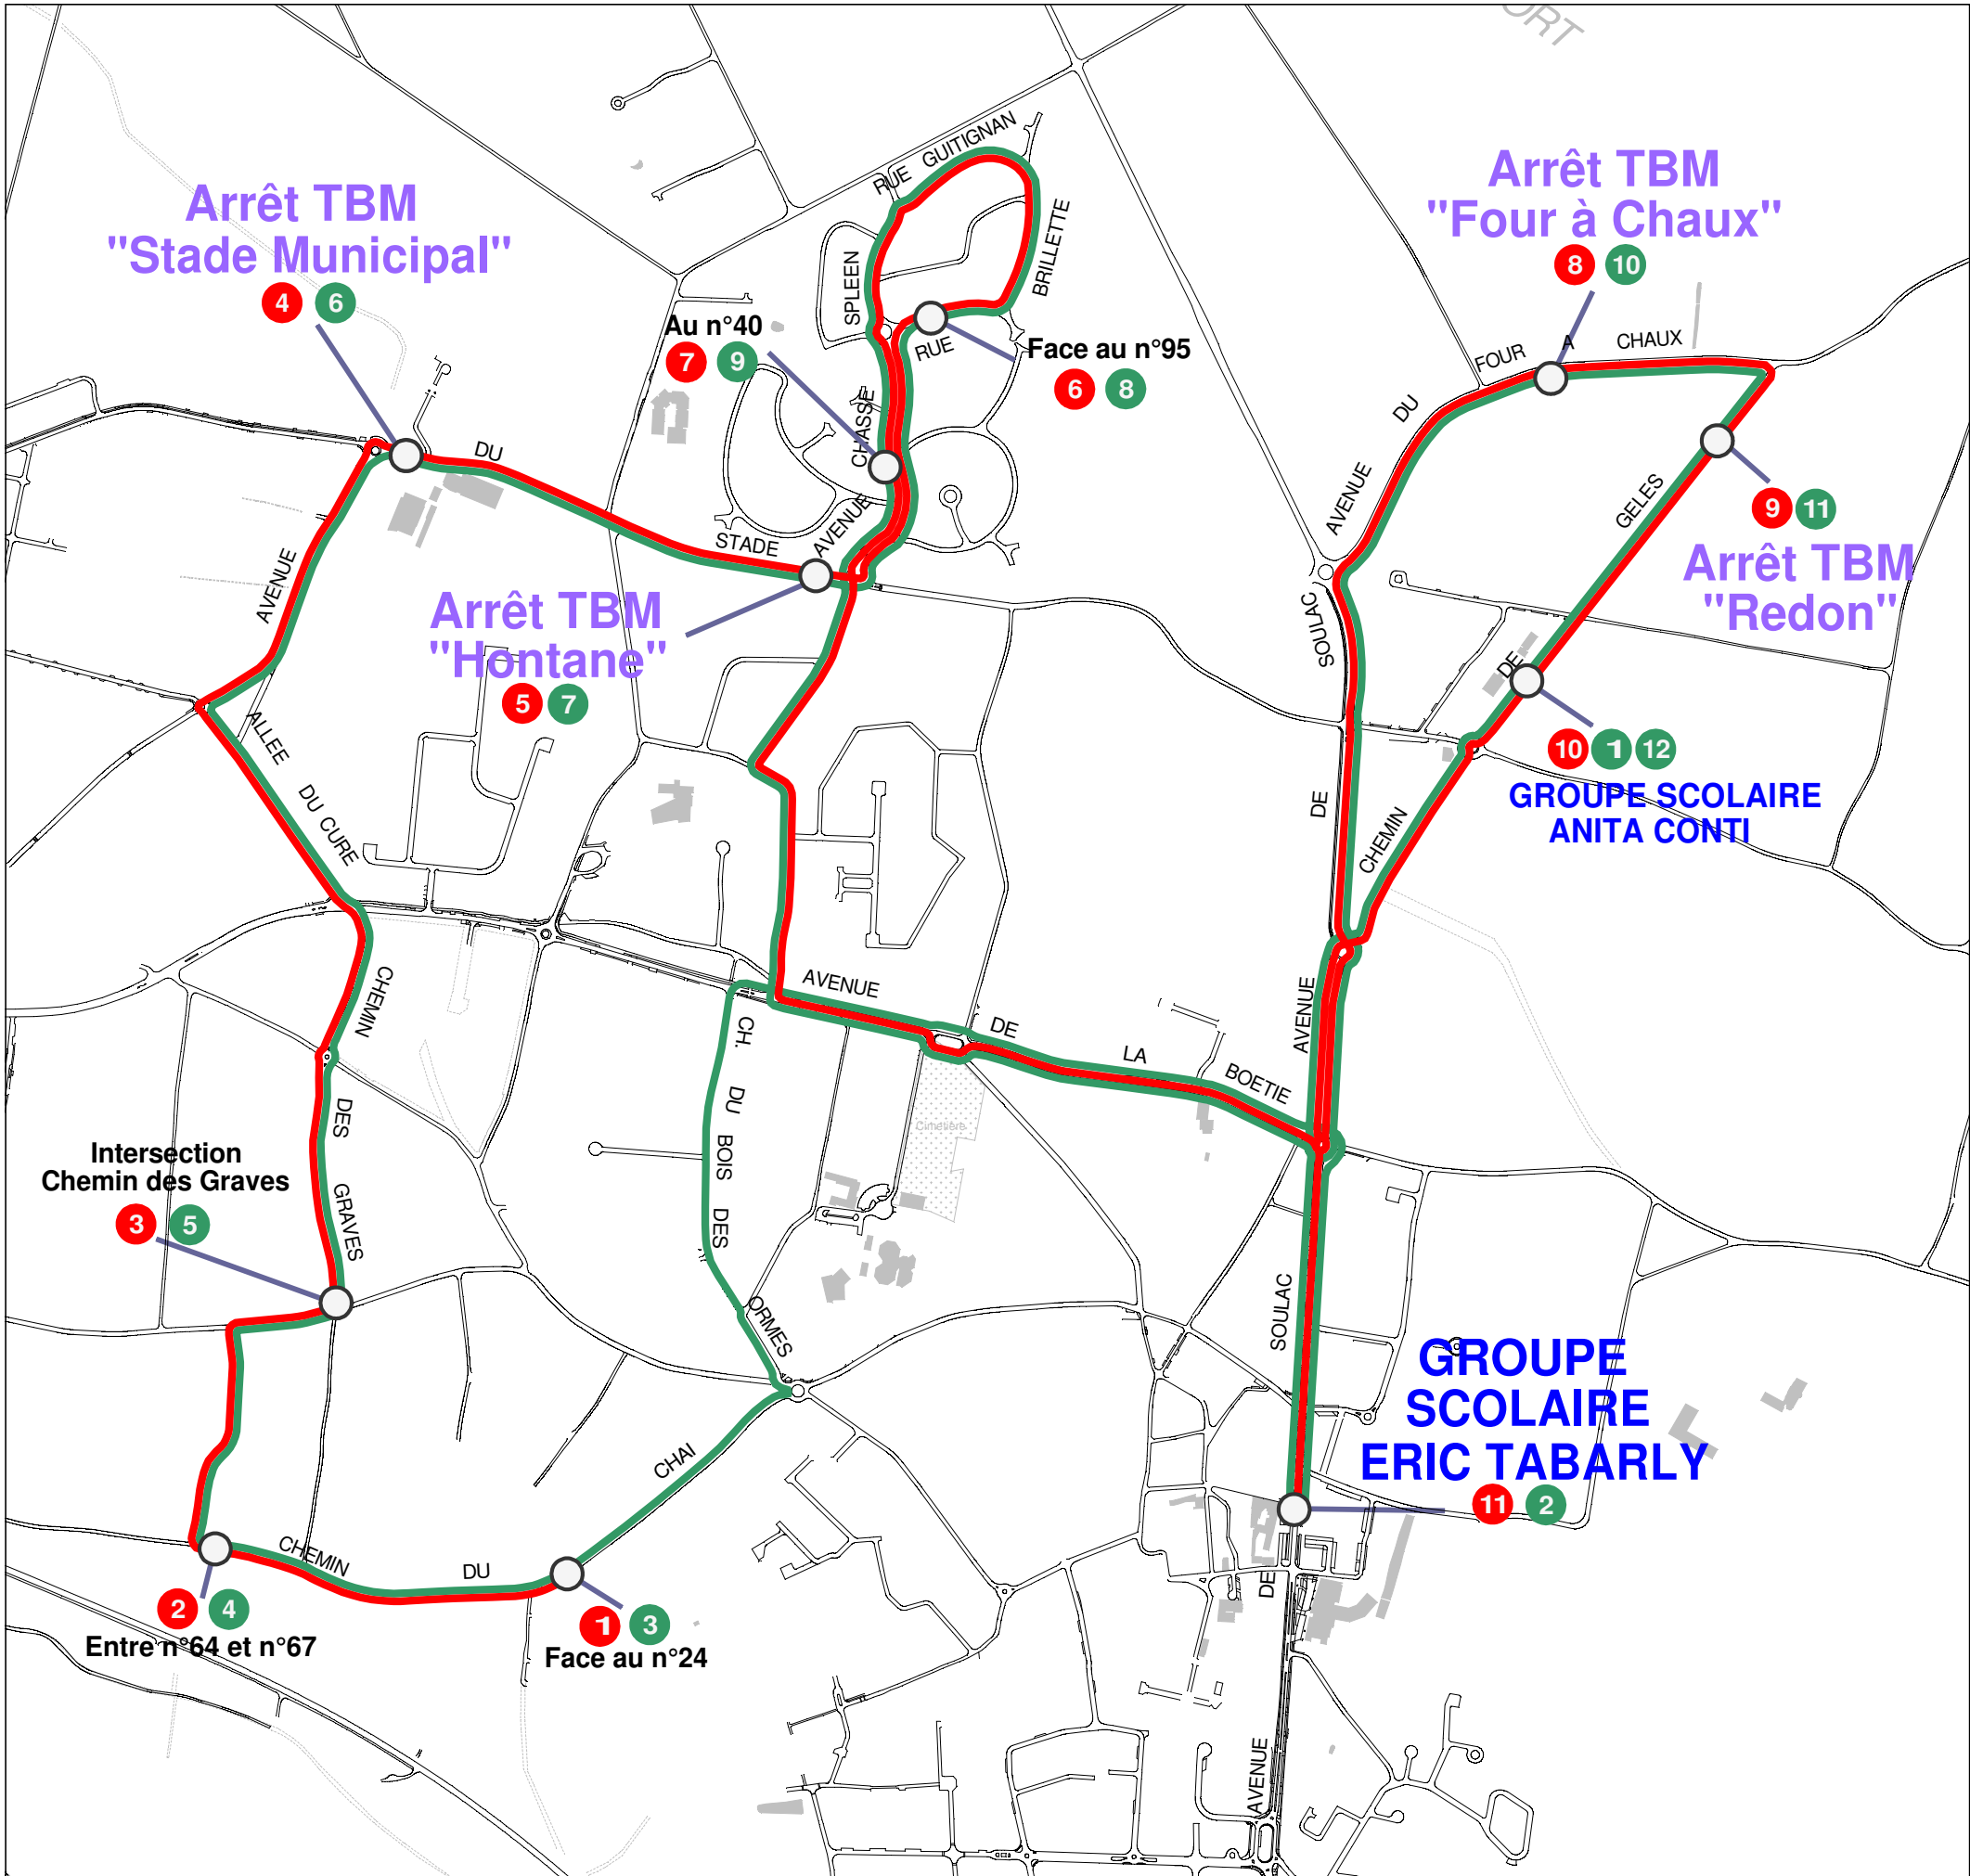 ORT
RUE GUITIGNAN
Arrêt TBM
"Stade Municipal"
4 6
Arrêt TBM
"Four à Chaux"
8 10
SPLEEN
BRILLETTE
Au n°40
7 9
RUE
Face au n°95
6 8
CHASSE
AVENUE
AVENUE DU FOUR A CHAUX
GELES
9 11
Arrêt TBM
"Redon"
DU
STADE
AVENUE
Arrêt TBM
"Hontane"
5 7
SOULAC
DE
10 1 12
GROUPE SCOLAIRE
ANITA CONTI
ALLEE DU CURE
DE
CHEMIN
CHEMIN
DES
GRAVES
AVENUE
DE
LA
BOETIE
AVENUE
CH.
DU
BOIS
DES
ORMES
Cimetière
Intersection
Chemin des Graves
3 5
SOULAC
GROUPE
SCOLAIRE
ERIC TABARLY
11 2
CHAI
CHEMIN
DU
2 4
Entre n°64 et n°67
1 3
Face au n°24
DE
AVENUE